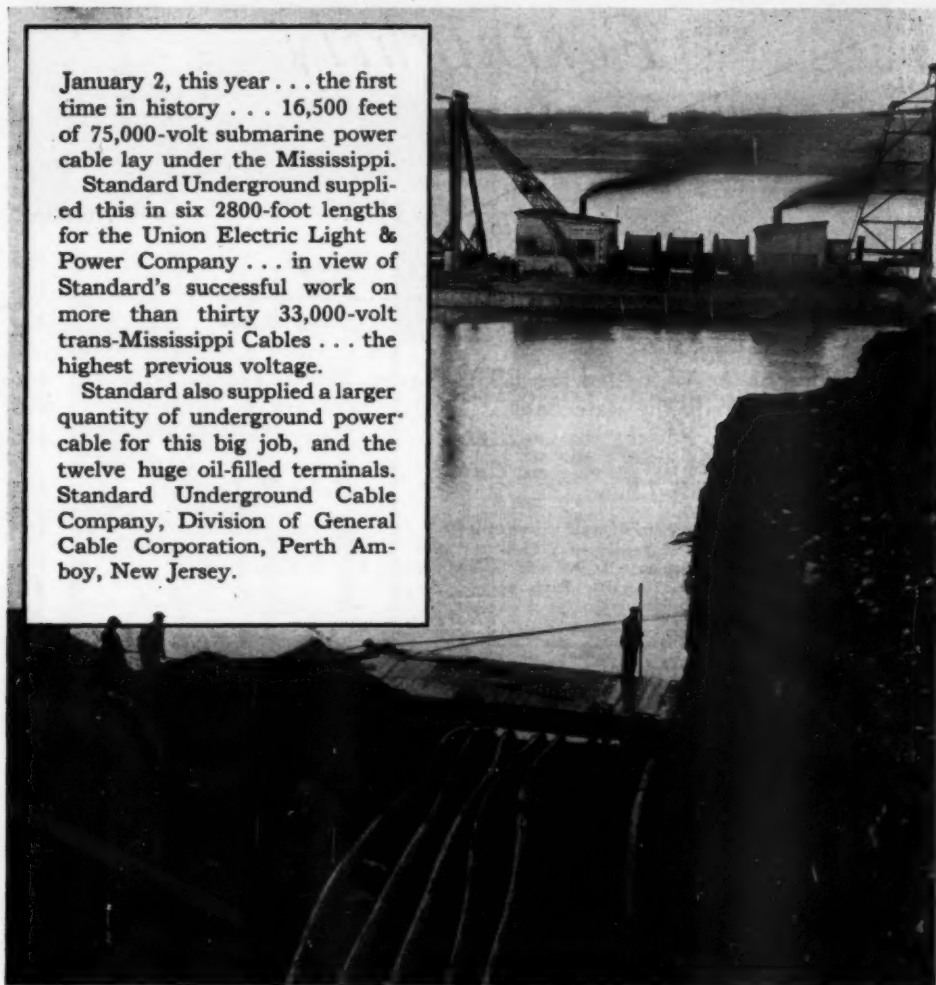 January 2, this year . . . the first
time in history . . . 16,500 feet
of 75,000-volt submarine power
cable lay under the Mississippi.
Standard Underground suppli-
ed this in six 2800-foot lengths
for the Union Electric Light &
Power Company . . . in view of
Standard's successful work on
more than thirty 33,000-volt
trans-Mississippi Cables . . . the
highest previous voltage.
Standard also supplied a larger
quantity of underground power
cable for this big job, and the
twelve huge oil-filled terminals.
Standard Underground Cable
Company, Division of General
Cable Corporation, Perth Am-
boy, New Jersey.